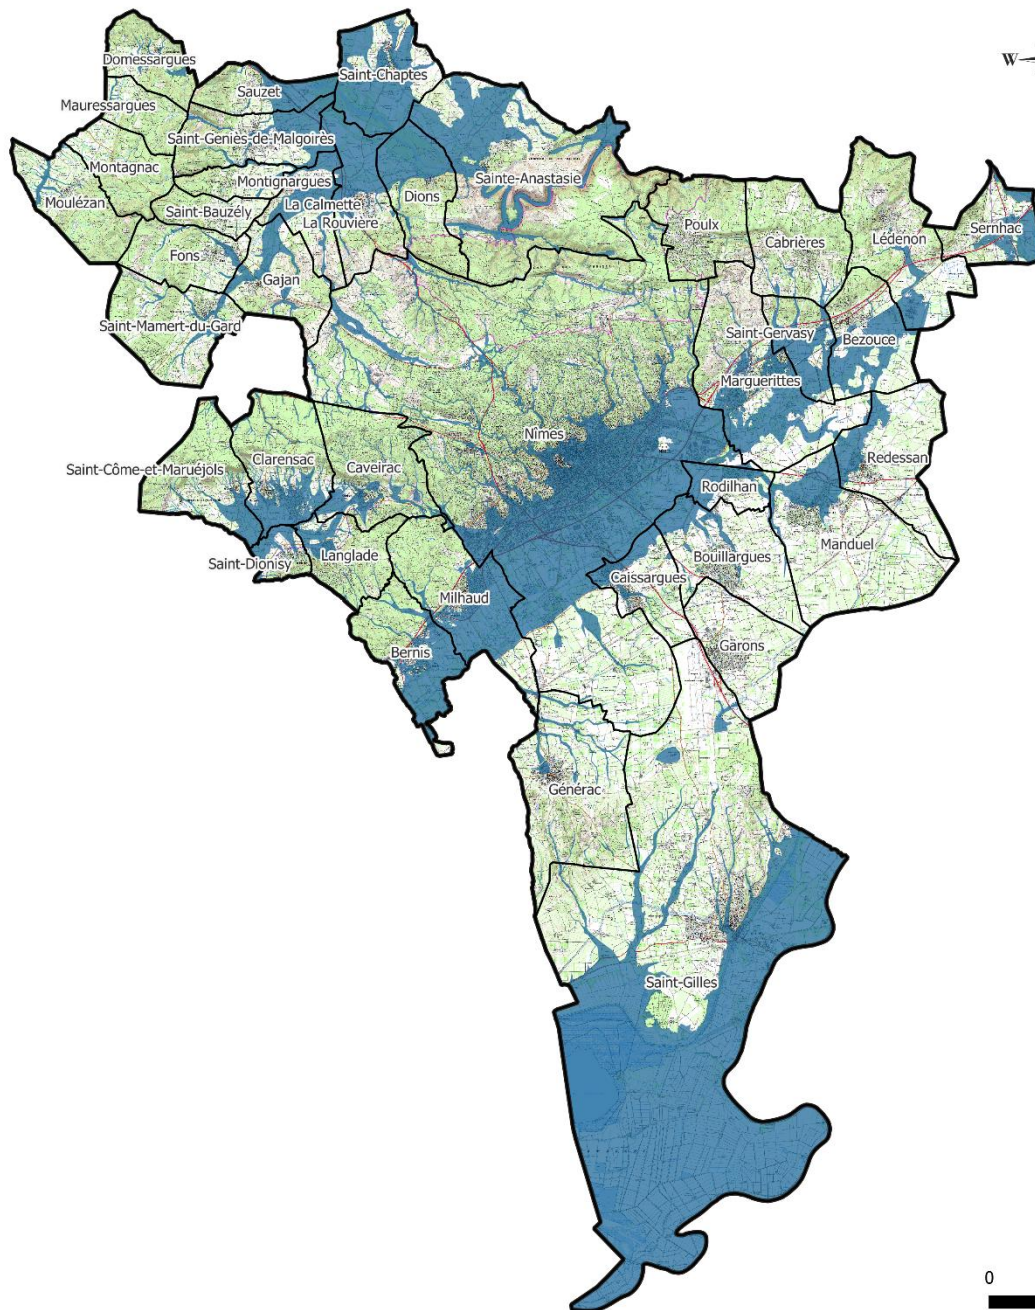 Domessargues
Saint-Chaptes
W
Sauzet
Mauressargues
Saint-Geniès-de-Malgoirès
Montagnac
Sainte-Anastasie
Montignargues
Dions
Moulézan
La Calmette
Saint-Bauzély
La Rouvière
Poulx
Sernhac
Cabrières
Lédenon
Fons
Gajan
Saint-Mamert-du-Gard
Saint-Gervasy
Bezouce
Marguerittes
Nîmes
Redessan
Clarensac
Saint-Côme-et-Maruéjols
Caveirac
Rodilhan
Manduel
Langlade
Bouillargues
Saint-Dionisy
Caissargues
Milhaud
Garons
Bernis
Générac
Saint-Gilles
0